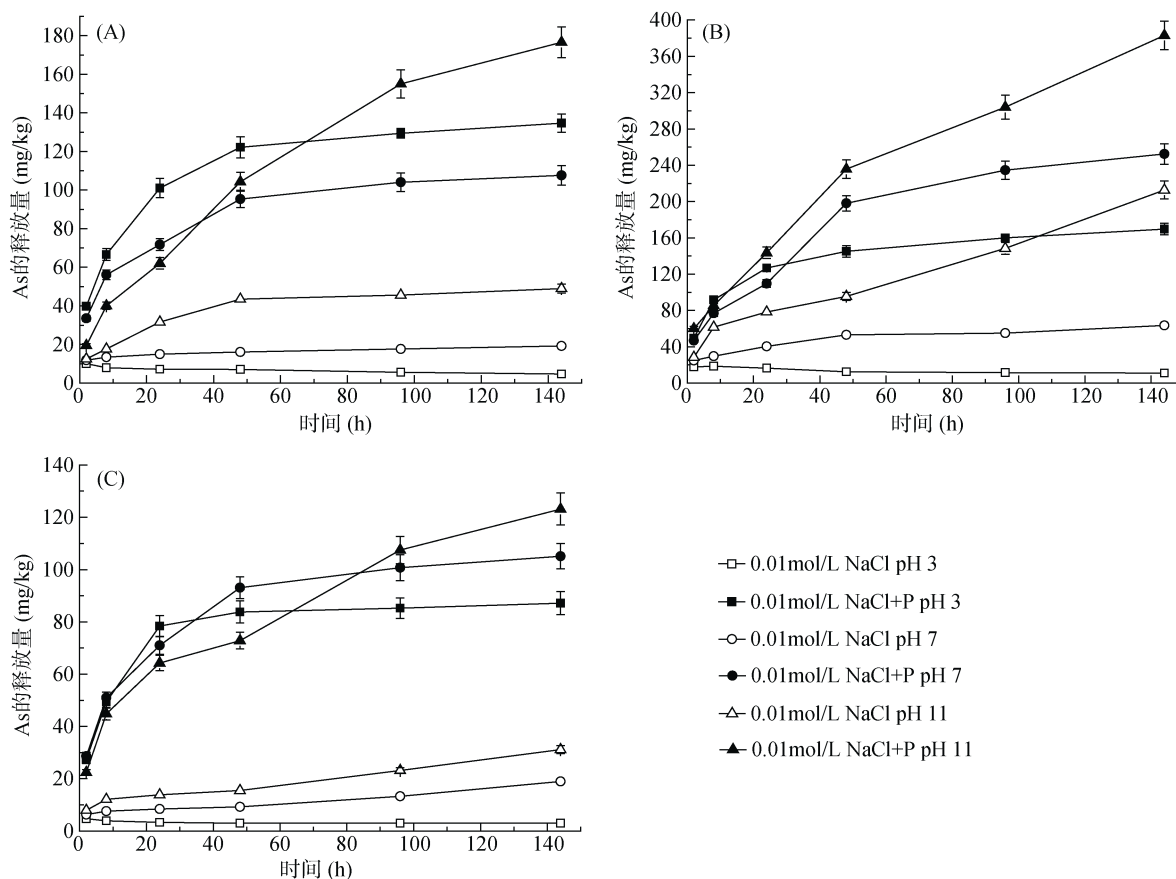 (A)
As的释放量 (mg/kg)
180
160
140
120
100
80
60
40
20
0
0 20 40 60 80 100 120 140
时间 (h)
(B)
As的释放量 (mg/kg)
400
360
320
280
240
200
160
120
80
40
0
0 20 40 60 80 100 120 140
时间 (h)
(C)
As的释放量 (mg/kg)
140
120
100
80
60
40
20
0
0 20 40 60 80 100 120 140
时间 (h)
0.01mol/L NaCl pH 3
0.01mol/L NaCl+P pH 3
0.01mol/L NaCl pH 7
0.01mol/L NaCl+P pH 7
0.01mol/L NaCl pH 11
0.01mol/L NaCl+P pH 11